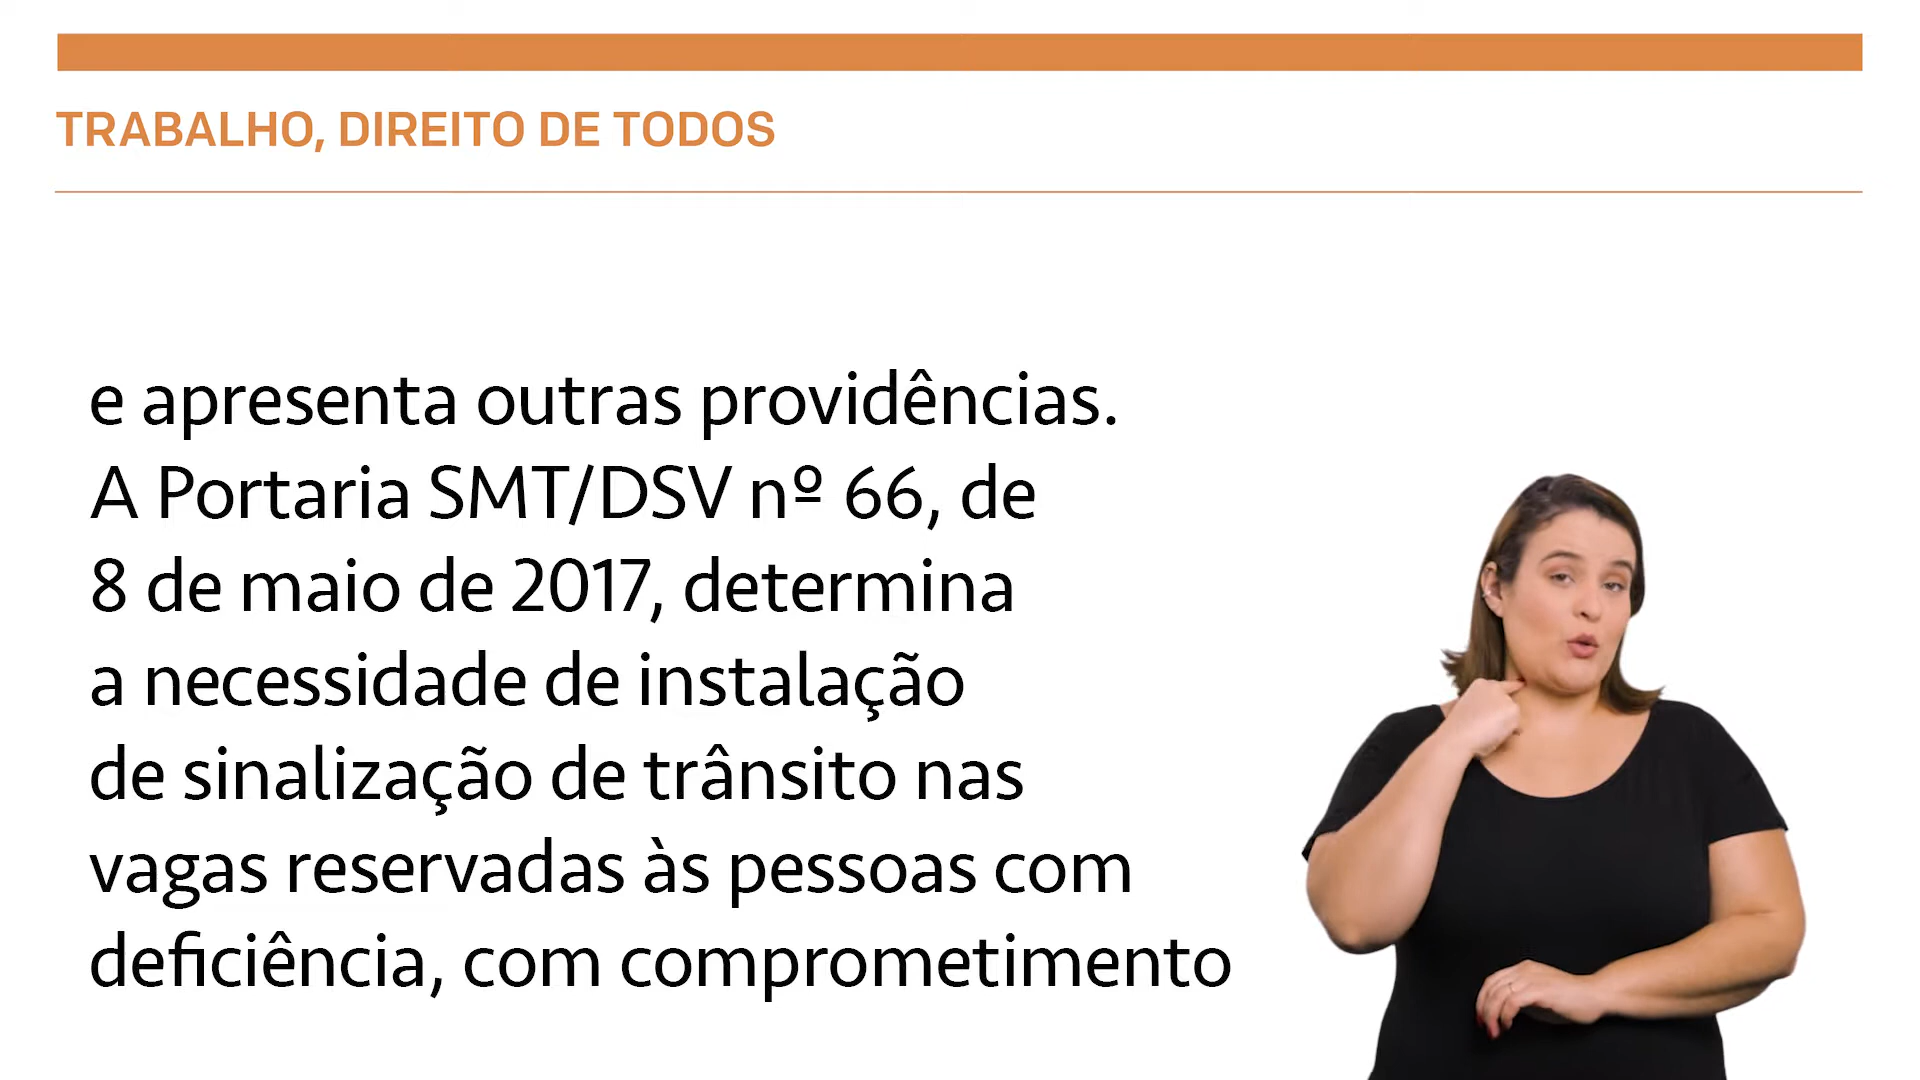 TRABALHO, DIREITO DE TODOS
e apresenta outras providências.
A Portaria SMT/DSV nº 66, de
8 de maio de 2017, determina
a necessidade de instalação
de sinalização de trânsito nas
vagas reservadas às pessoas com
deficiência, com comprometimento